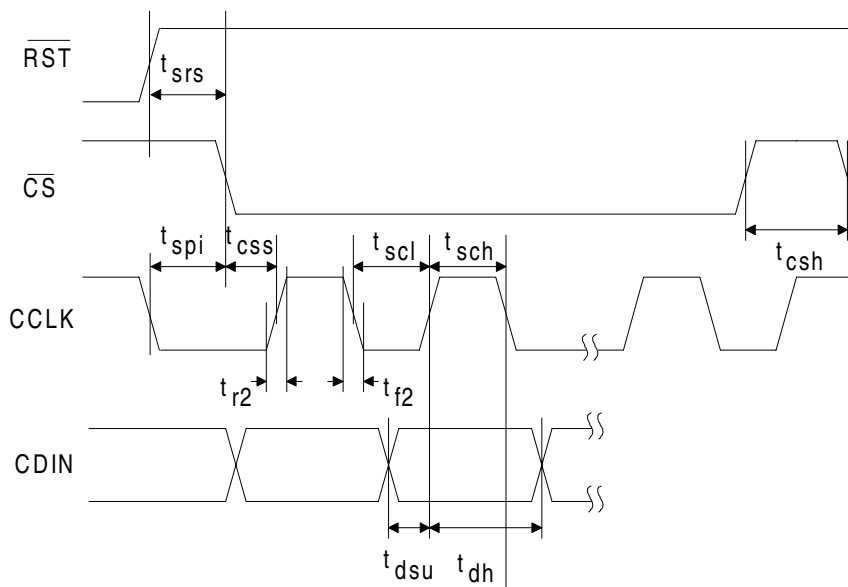 RST
t srs
CS
t spi t css t scl t sch
t csh
CCLK
t r2 t f2
CDIN
t dsu t dh